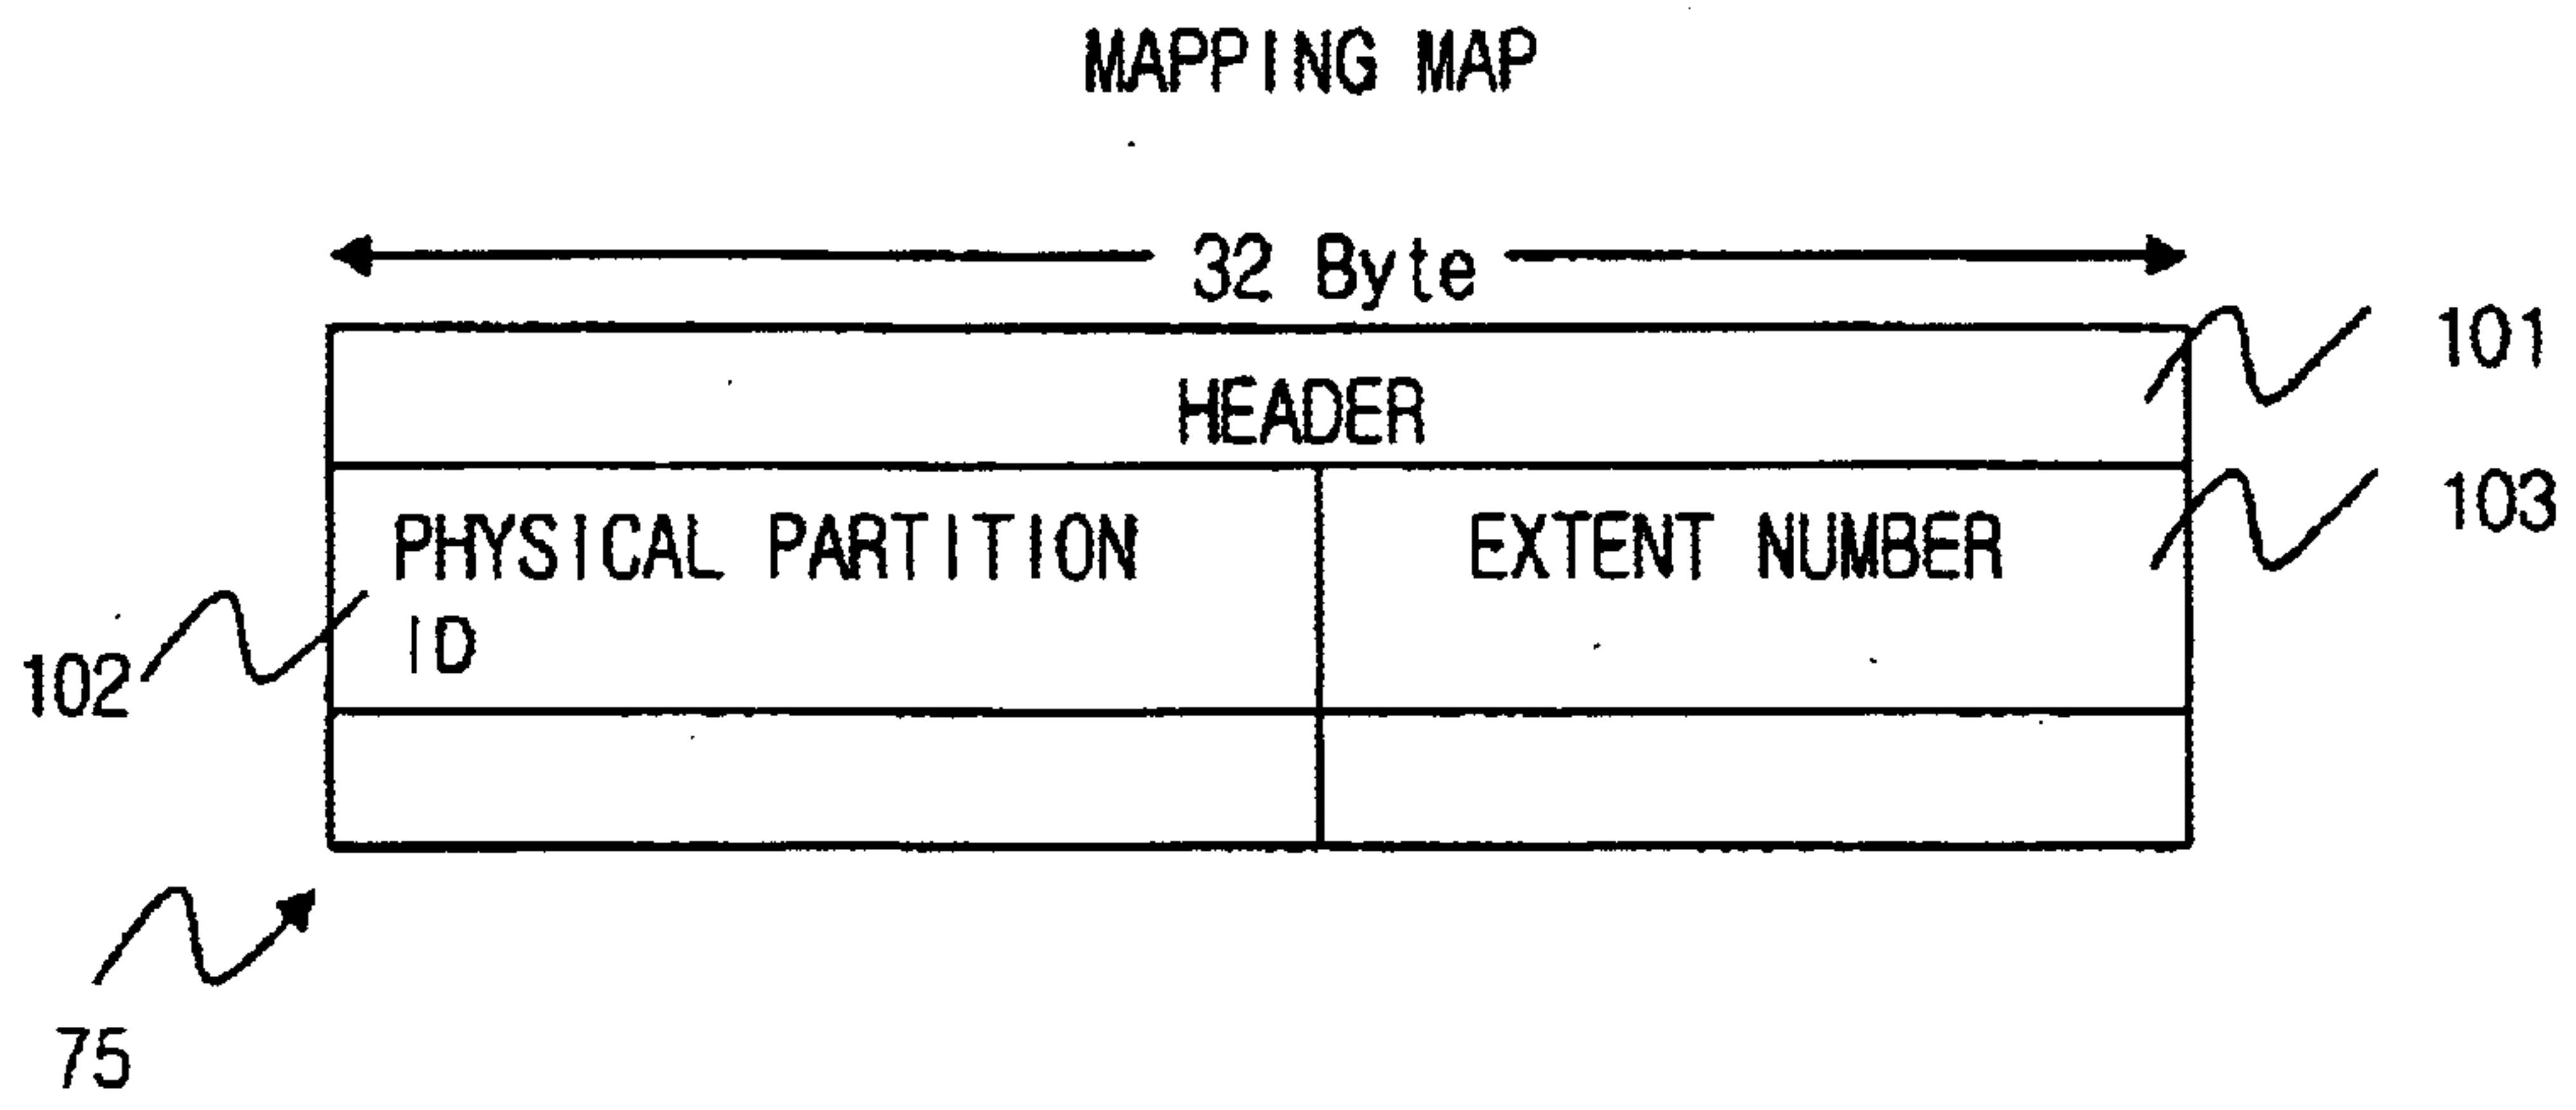 MAPPING MAP
32 Byte
101
HEADER
103
PHYSICAL PARTITION
ID
EXTENT NUMBER
102
75